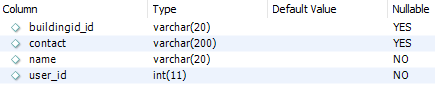 Column Type Default Value Nullable
buildingid_id varchar(20) YES
contact varchar(200) YES
name varchar(20) NO
user_id int(11) NO